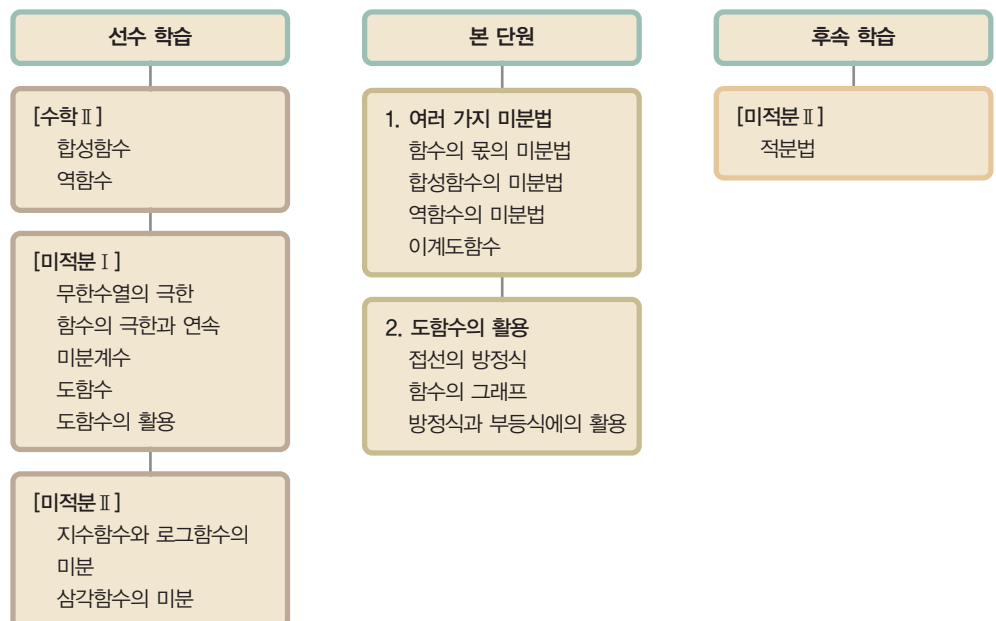 선수 학습
[수학 Ⅱ]
합성함수
역함수
[미적분 Ⅰ]
무한수열의 극한
함수의 극한과 연속
미분계수
도함수
도함수의 활용
[미적분 Ⅱ]
지수함수와 로그함수의
미분
삼각함수의 미분
본 단원
1. 여러 가지 미분법
함수의 몫의 미분법
합성함수의 미분법
역함수의 미분법
이계도함수
2. 도함수의 활용
접선의 방정식
함수의 그래프
방정식과 부등식에의 활용
후속 학습
[미적분 Ⅱ]
적분법